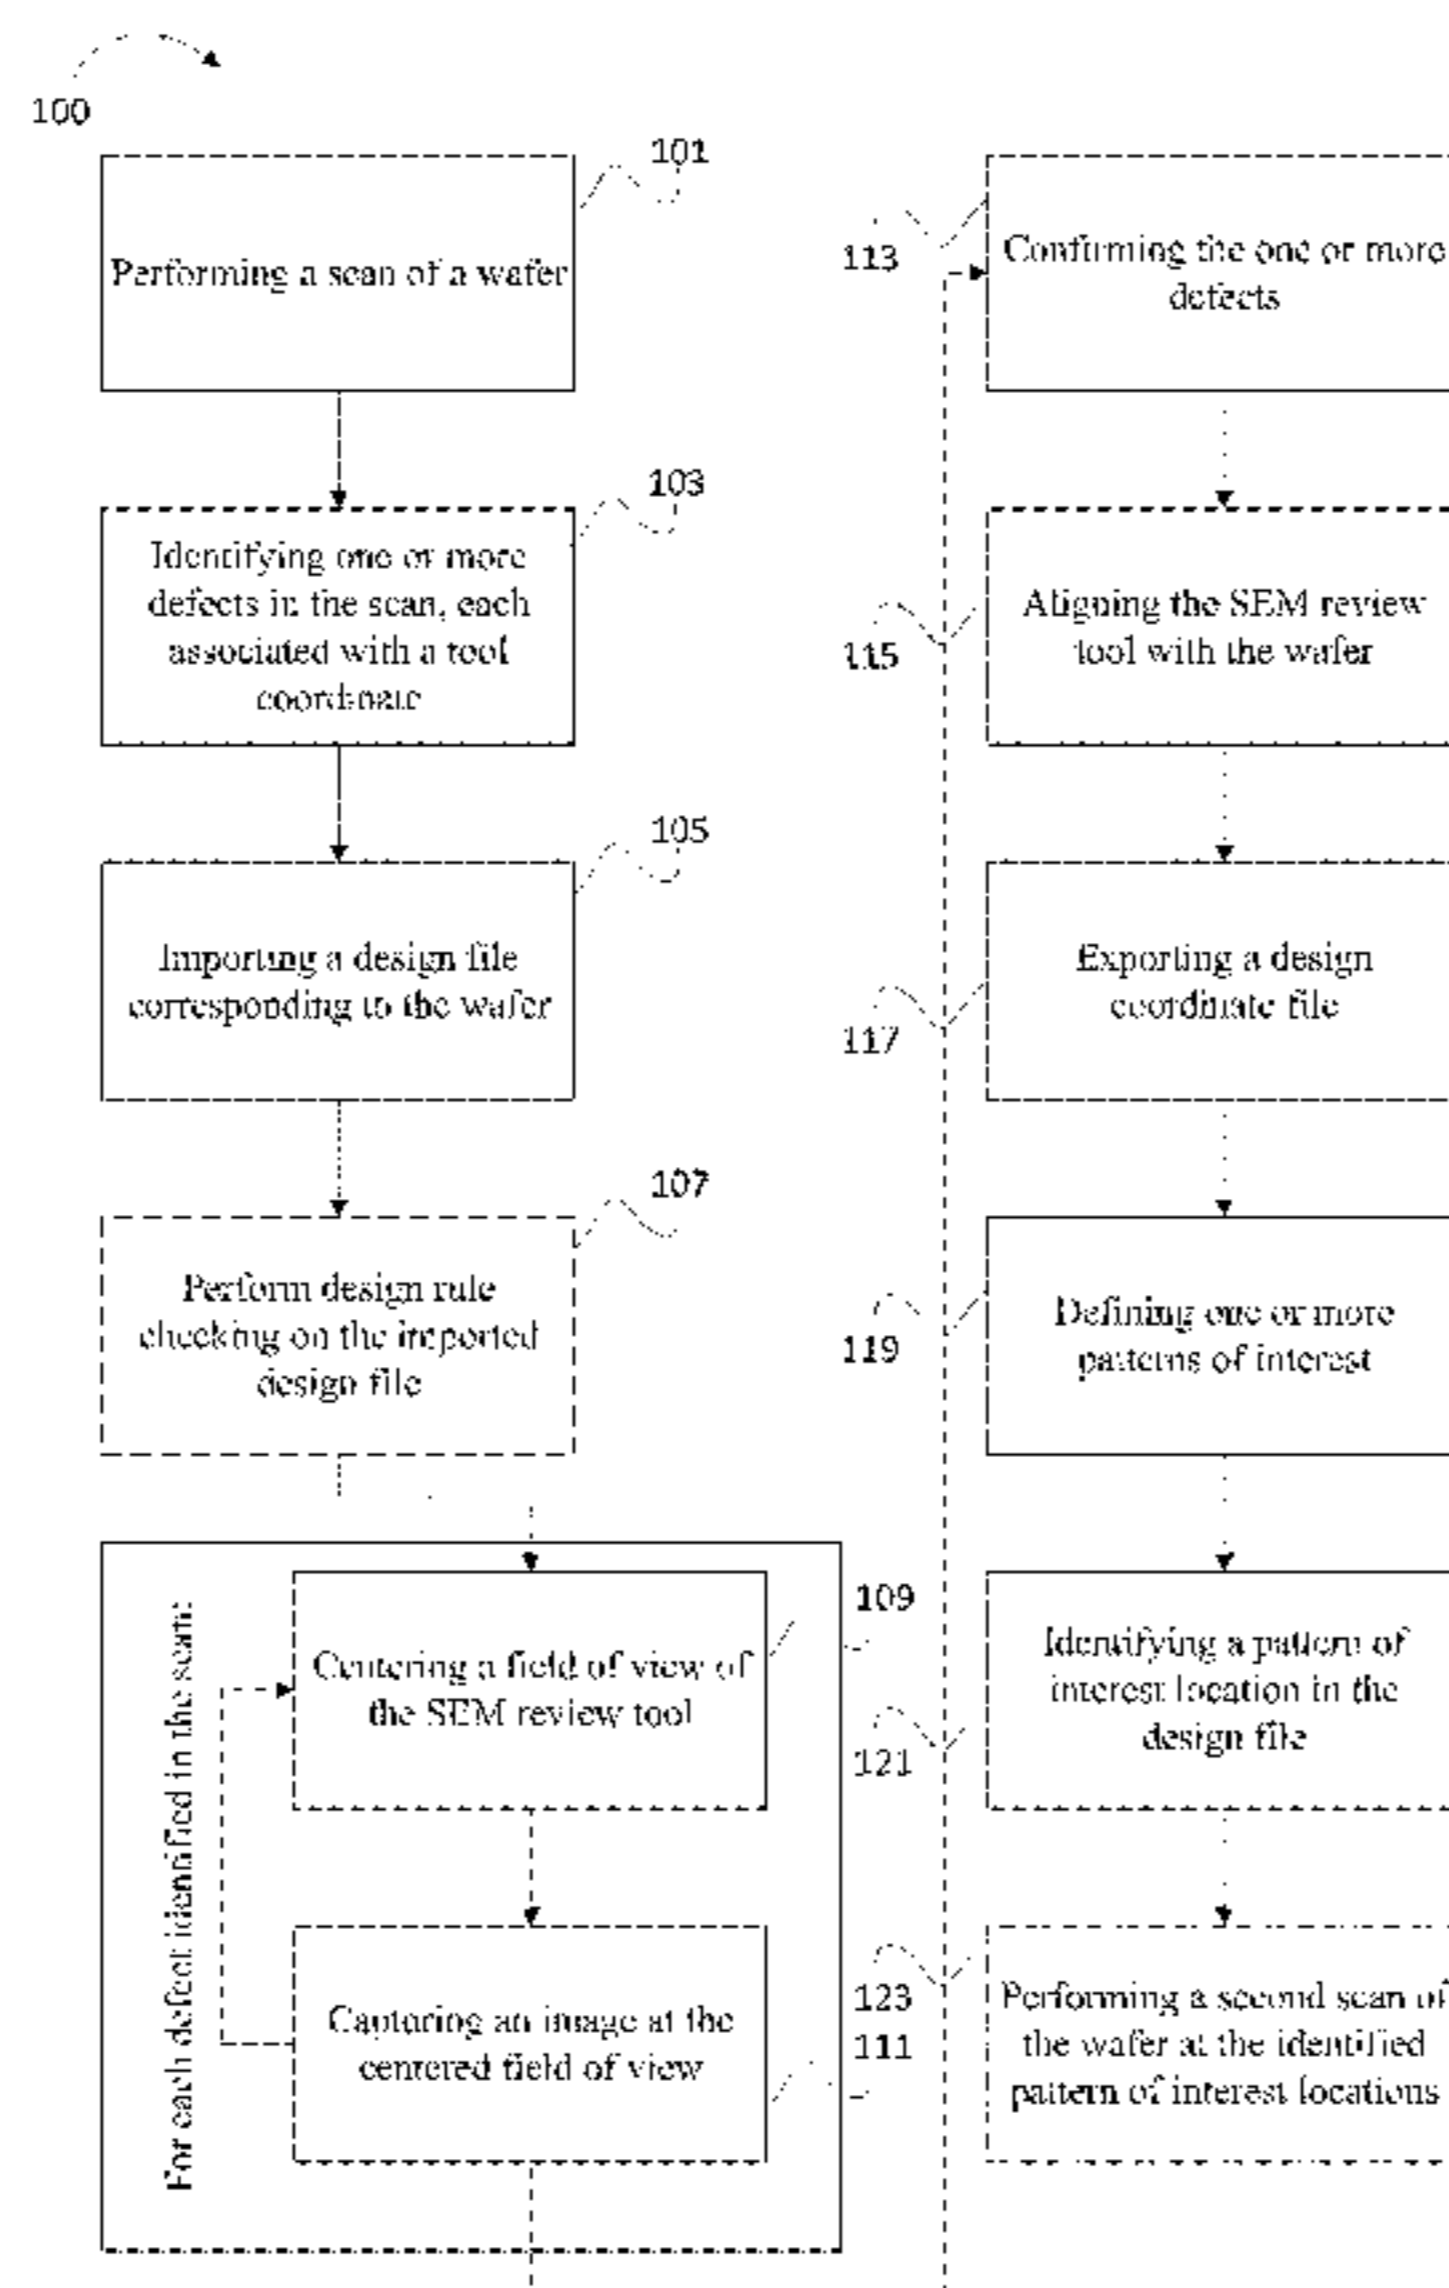 100
101
Performing a scan of a wafer
103
Identifying one or more
defects in the scan, each
associated with a tool
coordinate
105
Importing a design file
corresponding to the wafer
107
Perform design rule
checking on the imported
design file
For each defect identified in the scan:
109
Centering a field of view of
the SEM review tool
111
Capturing an image at the
centered field of view
113
Confirming the one or more
defects
115
Aligning the SEM review
tool with the wafer
117
Exporting a design
coordinate file
119
Defining one or more
patterns of interest
121
Identifying a pattern of
interest location in the
design file
123
Performing a second scan of
the wafer at the identified
pattern of interest locations